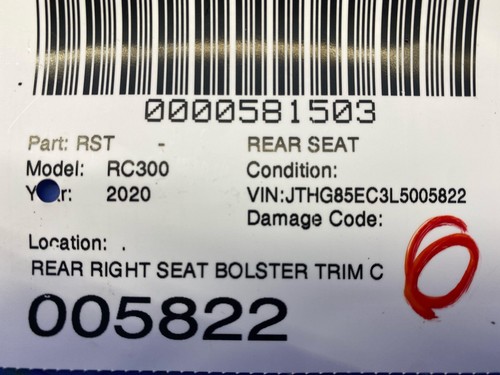 0000581503
Part: RST - REAR SEAT
Model: RC300 Condition:
2020 VIN:JTHG85EC3L5005822
Damage Code:
Location: .
REAR RIGHT SEAT BOLSTER TRIM C
005822
6